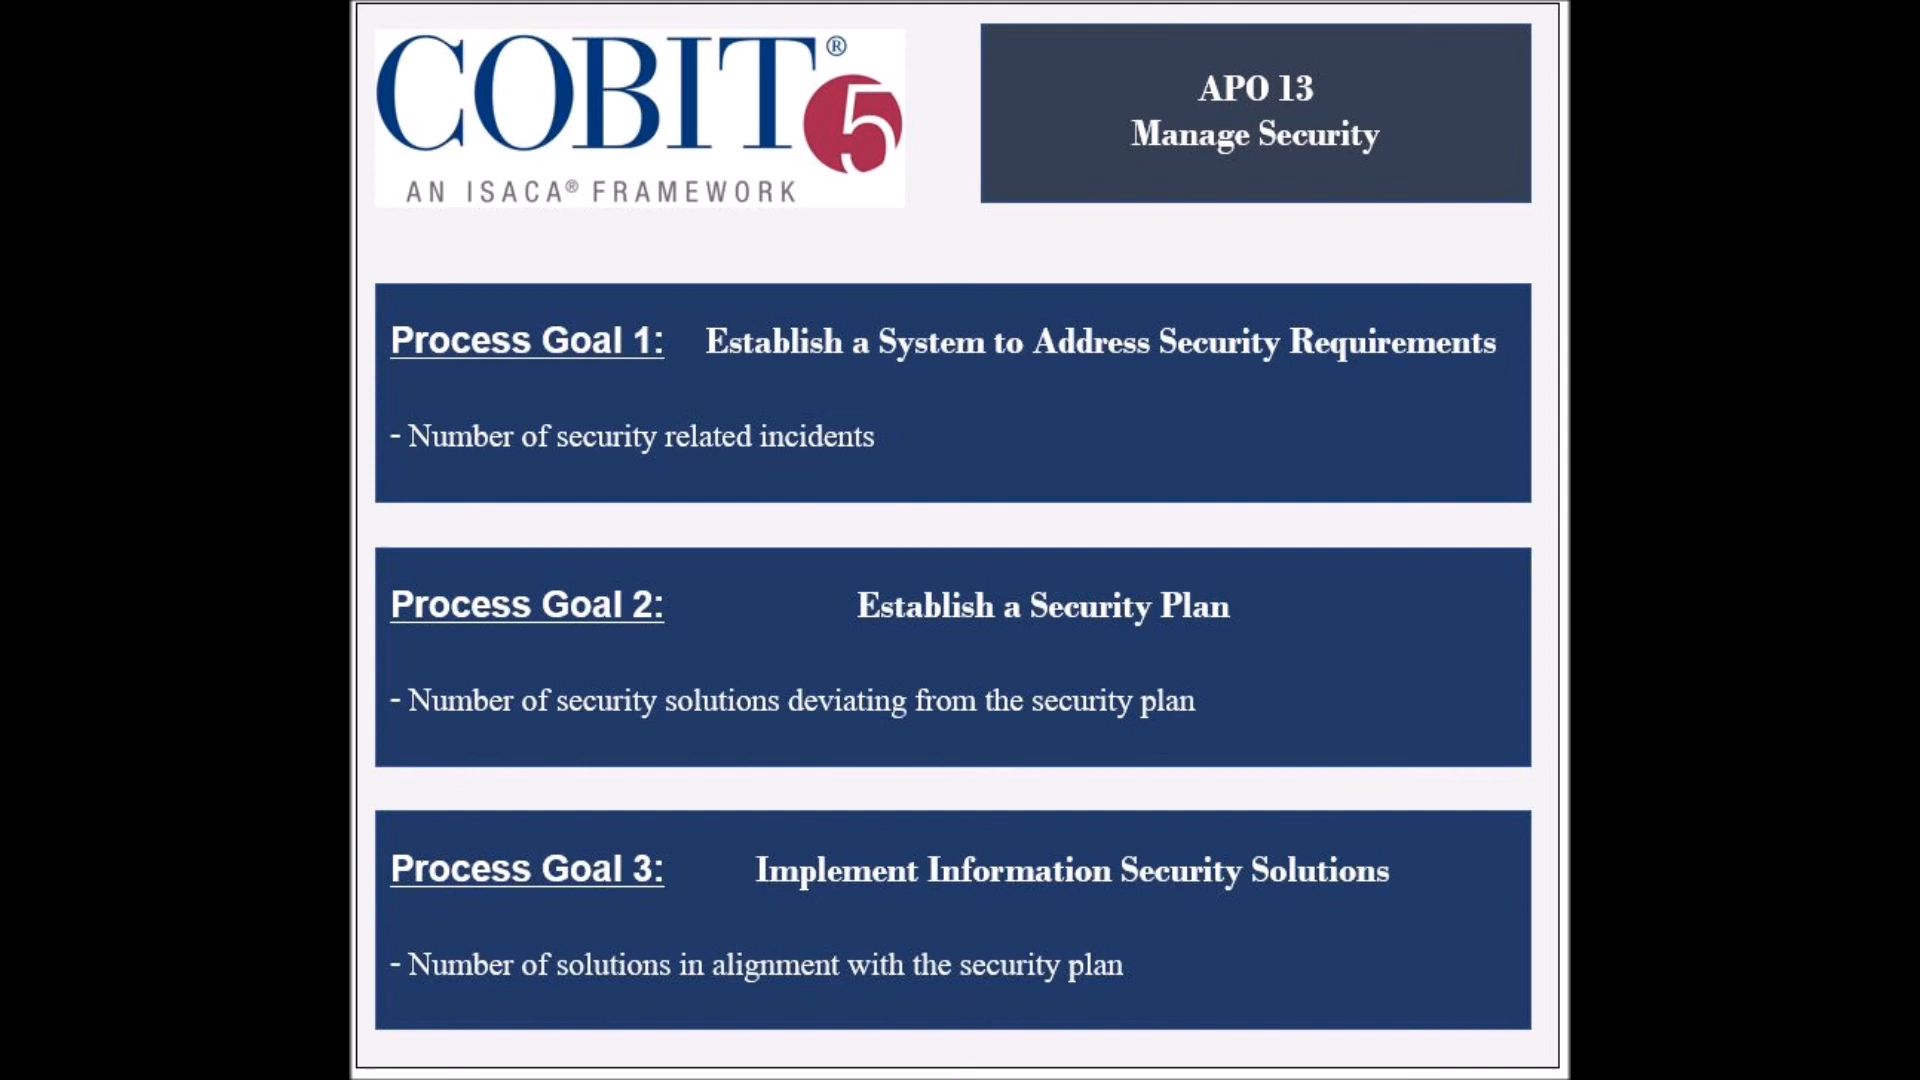 COBIT® 5
AN ISACA® FRAMEWORK
APO 13
Manage Security
Process Goal 1: Establish a System to Address Security Requirements
- Number of security related incidents
Process Goal 2: Establish a Security Plan
- Number of security solutions deviating from the security plan
Process Goal 3: Implement Information Security Solutions
- Number of solutions in alignment with the security plan